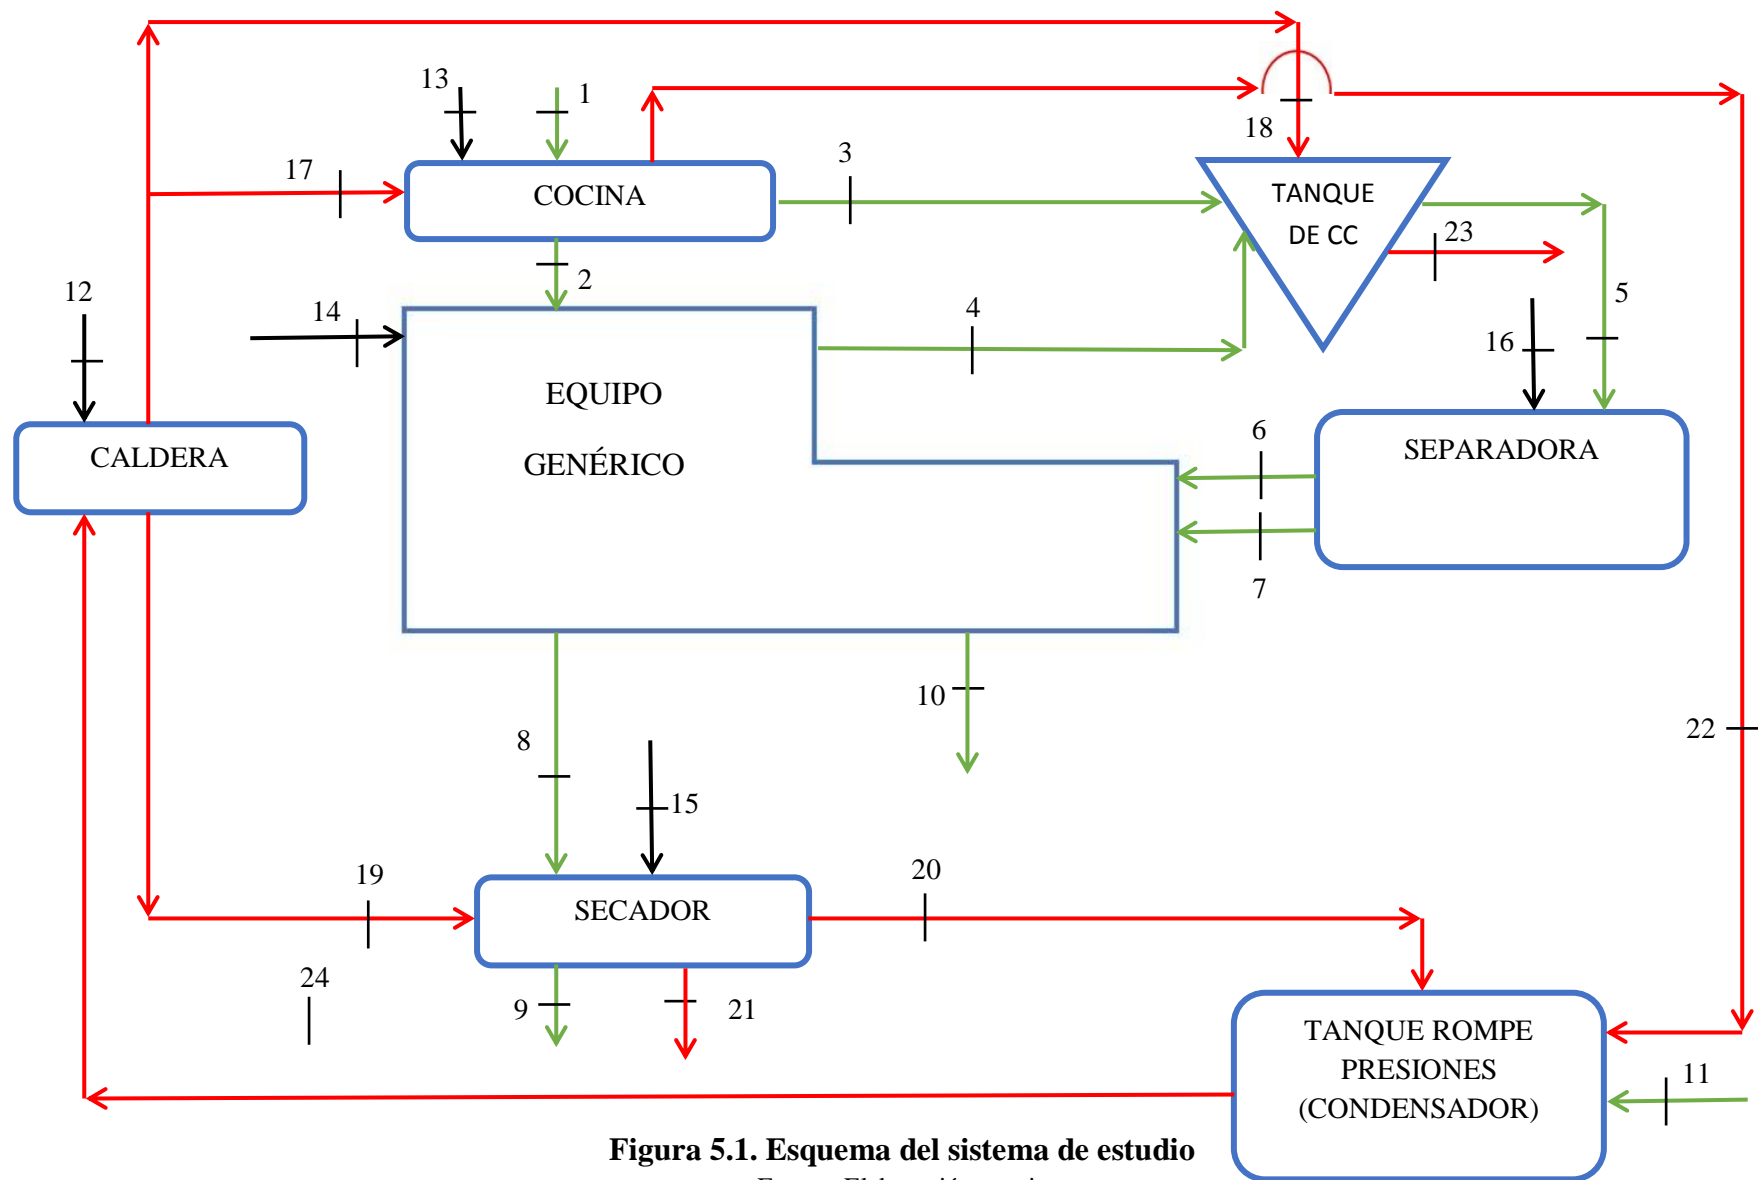 13
1
18
3
17
COCINA
TANQUE
DE CC
23
2
12
14
4
5
16
EQUIPO
GENÉRICO
CALDERA
6
SEPARADORA
7
10
8
22
15
19
20
SECADOR
24
9
21
TANQUE ROMPE
PRESIONES
(CONDENSADOR)
11
Figura 5.1. Esquema del sistema de estudio